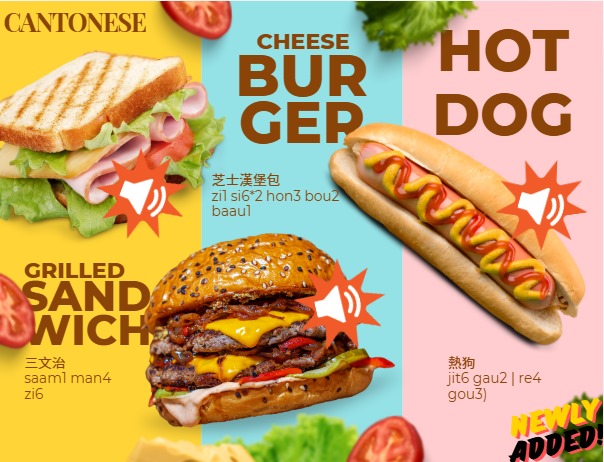 CANTONESE
CHEESE
BUR
GER
HOT
DOG
芝士漢堡包
zi1 si6*2 hon3 bou2
baau1
GRILLED
SAND
WICH
三文治
saam1 man4
zi6
熱狗
jit6 gau2 | re4
gou3)
NEWLY
ADDED!